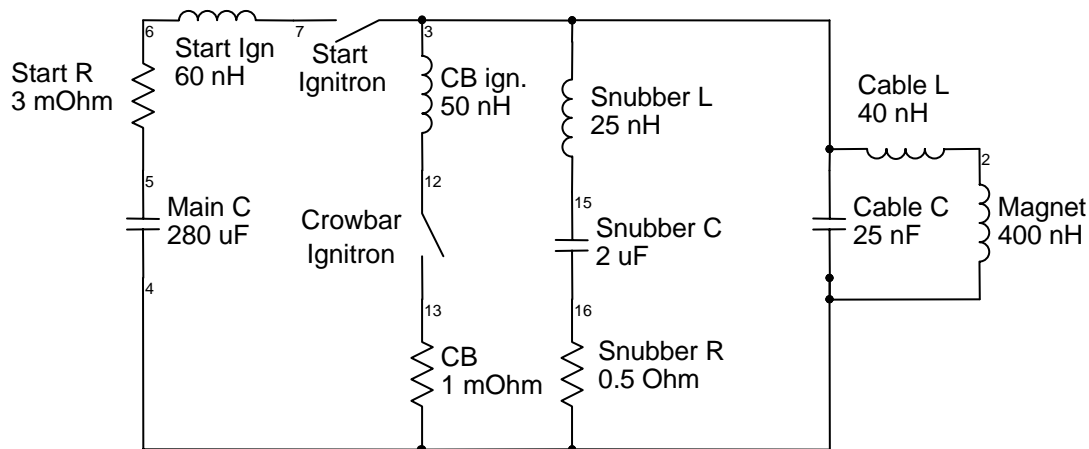 6
7
3
Start Ign
60 nH
Start R
3 mOhm
Start
Ignitron
CB ign.
50 nH
Snubber L
25 nH
Cable L
40 nH
2
5
12
15
Main C
280 uF
Crowbar
Ignitron
Snubber C
2 uF
Cable C
25 nF
Magnet
400 nH
4
13
16
CB
1 mOhm
Snubber R
0.5 Ohm